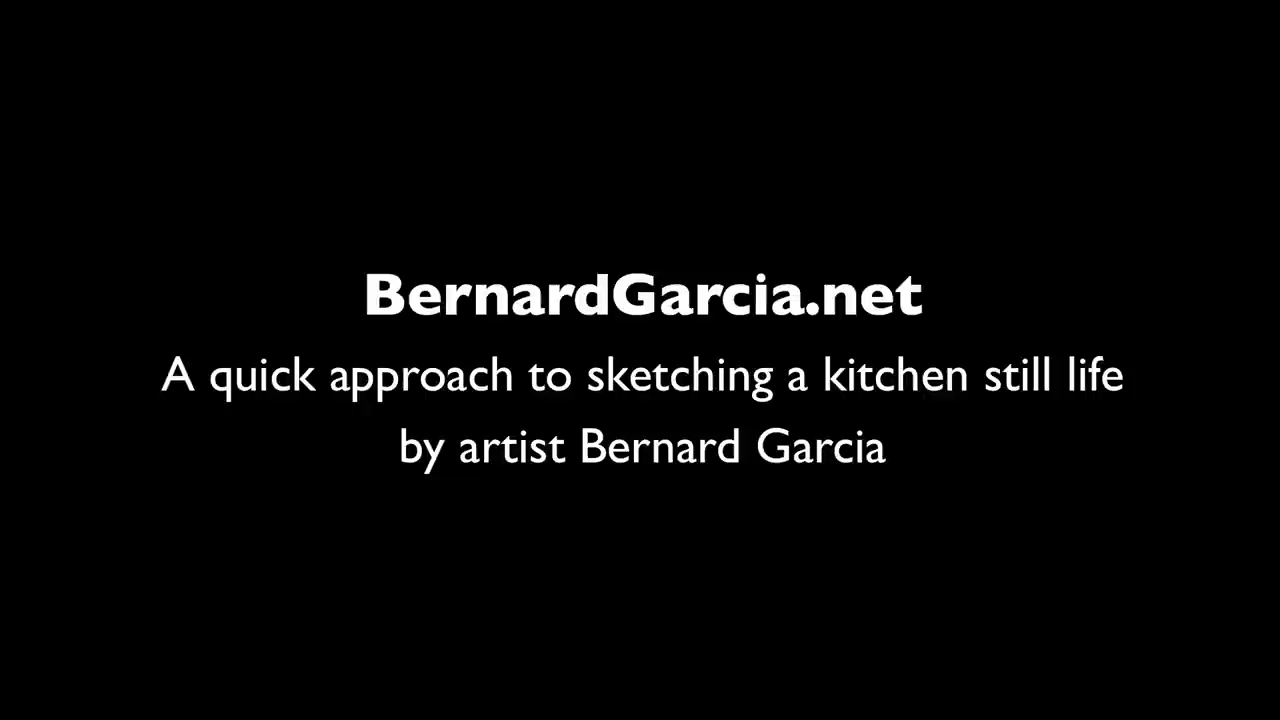 BernardGarcia.net
A quick approach to sketching a kitchen still life
by artist Bernard Garcia